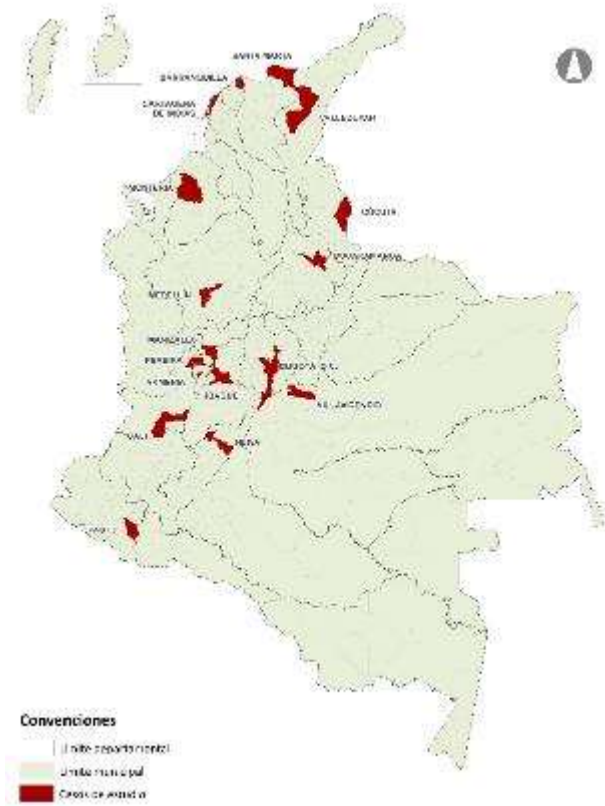 SANTA MARTA
BARRANQUILLA
CARTAGENA
DE INDIAS
VALLEDUPAR
MONTERÍA
CÚCUTA
BUCARAMANGA
MEDELLÍN
MANIZALES
PEREIRA
BOGOTÁ D.C.
ARMENIA
IBAGUÉ
VILLAVICENCIO
CALI
NEIVA
PASTO
Convenciones
Límite departamental
Límite municipal
Casos de estudio